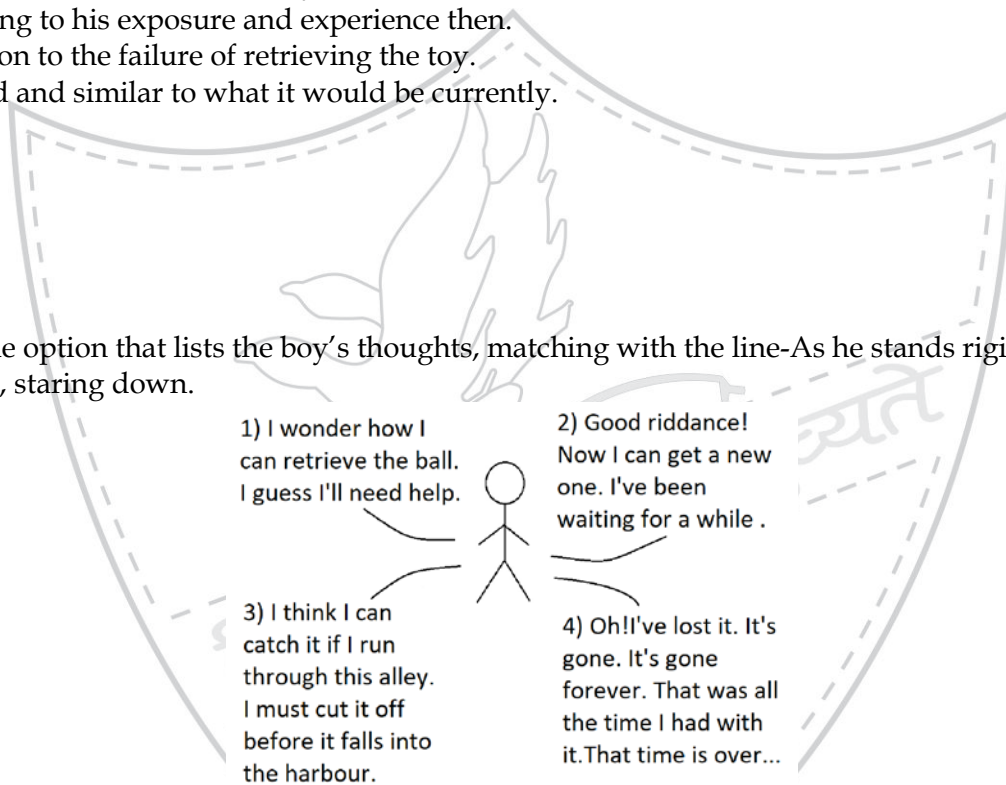 ng to his exposure and experience then.
on to the failure of retrieving the toy.
d and similar to what it would be currently.
e option that lists the boy's thoughts, matching with the line-As he stands rigi
, staring down.
1) I wonder how I
can retrieve the ball.
I guess I'll need help.
2) Good riddance!
Now I can get a new
one. I've been
waiting for a while .
3) I think I can
catch it if I run
through this alley.
I must cut it off
before it falls into
the harbour.
4) Oh!I've lost it. It's
gone. It's gone
forever. That was all
the time I had with
it.That time is over...